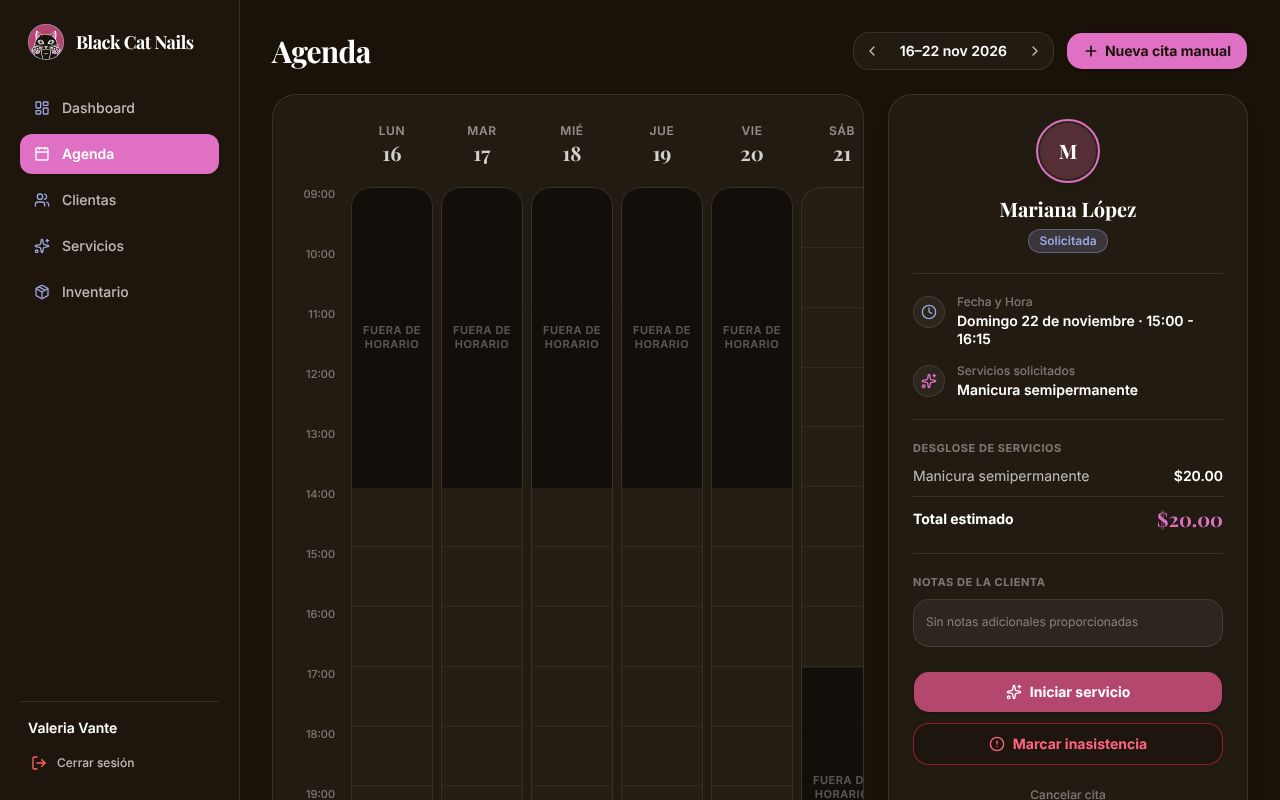 Black Cat Nails
Dashboard
Agenda
Clientas
Servicios
Inventario
Valeria Vante
Cerrar sesión
Agenda
16–22 nov 2026
Nueva cita manual
LUN MAR MIÉ JUE VIE SÁB
16 17 18 19 20 21
09:00
10:00
11:00
12:00
13:00
14:00
15:00
16:00
17:00
18:00
19:00
FUERA DE
HORARIO
FUERA DE
HORARIO
FUERA DE
HORARIO
FUERA DE
HORARIO
FUERA DE
HORARIO
FUERA D
HORARIO
M
Mariana López
Solicitada
Fecha y Hora
Domingo 22 de noviembre · 15:00 -
16:15
Servicios solicitados
Manicura semipermanente
DESGLOSE DE SERVICIOS
Manicura semipermanente $20.00
Total estimado $20.00
NOTAS DE LA CLIENTA
Sin notas adicionales proporcionadas
Iniciar servicio
Marcar inasistencia
Cancelar cita